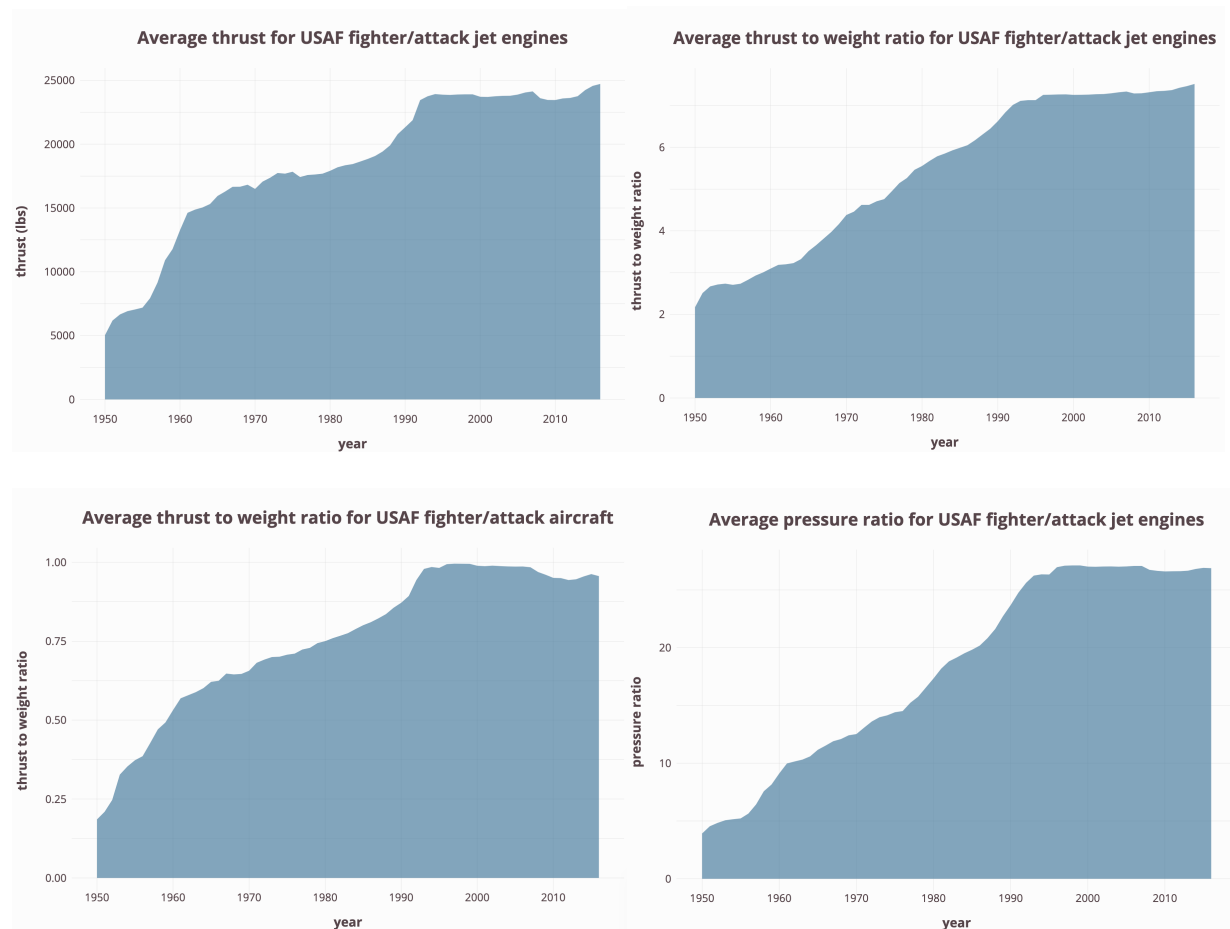 Average thrust for USAF fighter/attack jet engines
25000
20000
15000
10000
5000
0
thrust (lbs)
1950 1960 1970 1980 1990 2000 2010
year
Average thrust to weight ratio for USAF fighter/attack jet engines
6
4
2
0
thrust to weight ratio
1950 1960 1970 1980 1990 2000 2010
year
Average thrust to weight ratio for USAF fighter/attack aircraft
1.00
0.75
0.50
0.25
0.00
thrust to weight ratio
1950 1960 1970 1980 1990 2000 2010
year
Average pressure ratio for USAF fighter/attack jet engines
20
10
0
pressure ratio
1950 1960 1970 1980 1990 2000 2010
year